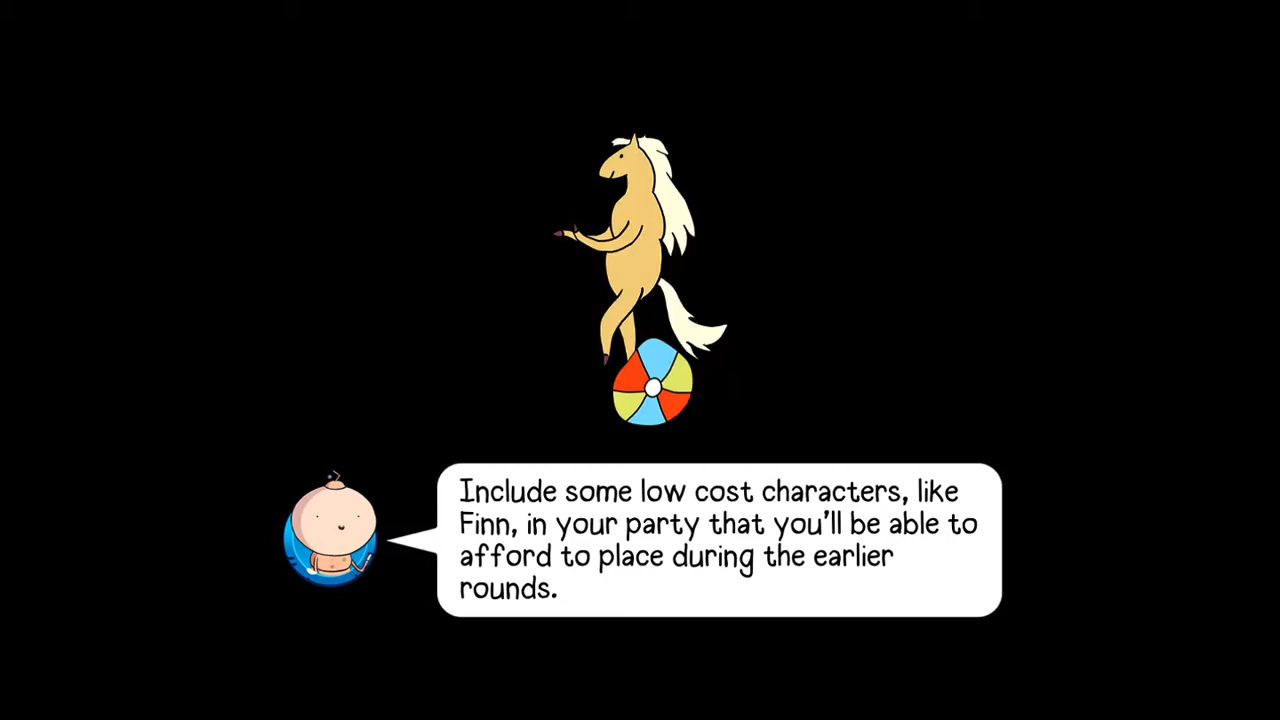 Include some low cost characters, like
Finn, in your party that you'll be able to
afford to place during the earlier
rounds.